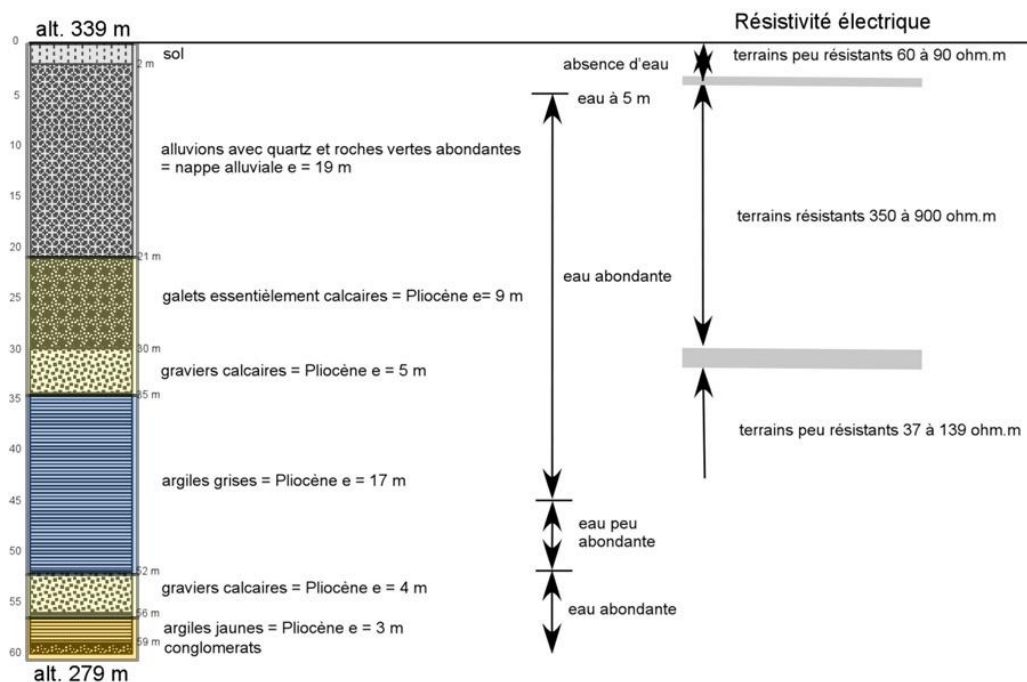 alt. 339 m
Résistivité électrique
0
sol
2 m
absence d'eau
terrains peu résistants 60 à 90 ohm.m
5
eau à 5 m
10
alluvions avec quartz et roches vertes abondantes
= nappe alluviale e = 19 m
15
20
21 m
terrains résistants 350 à 900 ohm.m
25
galets essentièlement calcaires = Pliocène e= 9 m
eau abondante
30
30 m
graviers calcaires = Pliocène e = 5 m
35
35 m
terrains peu résistants 37 à 139 ohm.m
40
argiles grises = Pliocène e = 17 m
45
eau peu
abondante
50
52 m
graviers calcaires = Pliocène e = 4 m
55
56 m
eau abondante
argiles jaunes = Pliocène e = 3 m
59 m
conglomerats
60
alt. 279 m